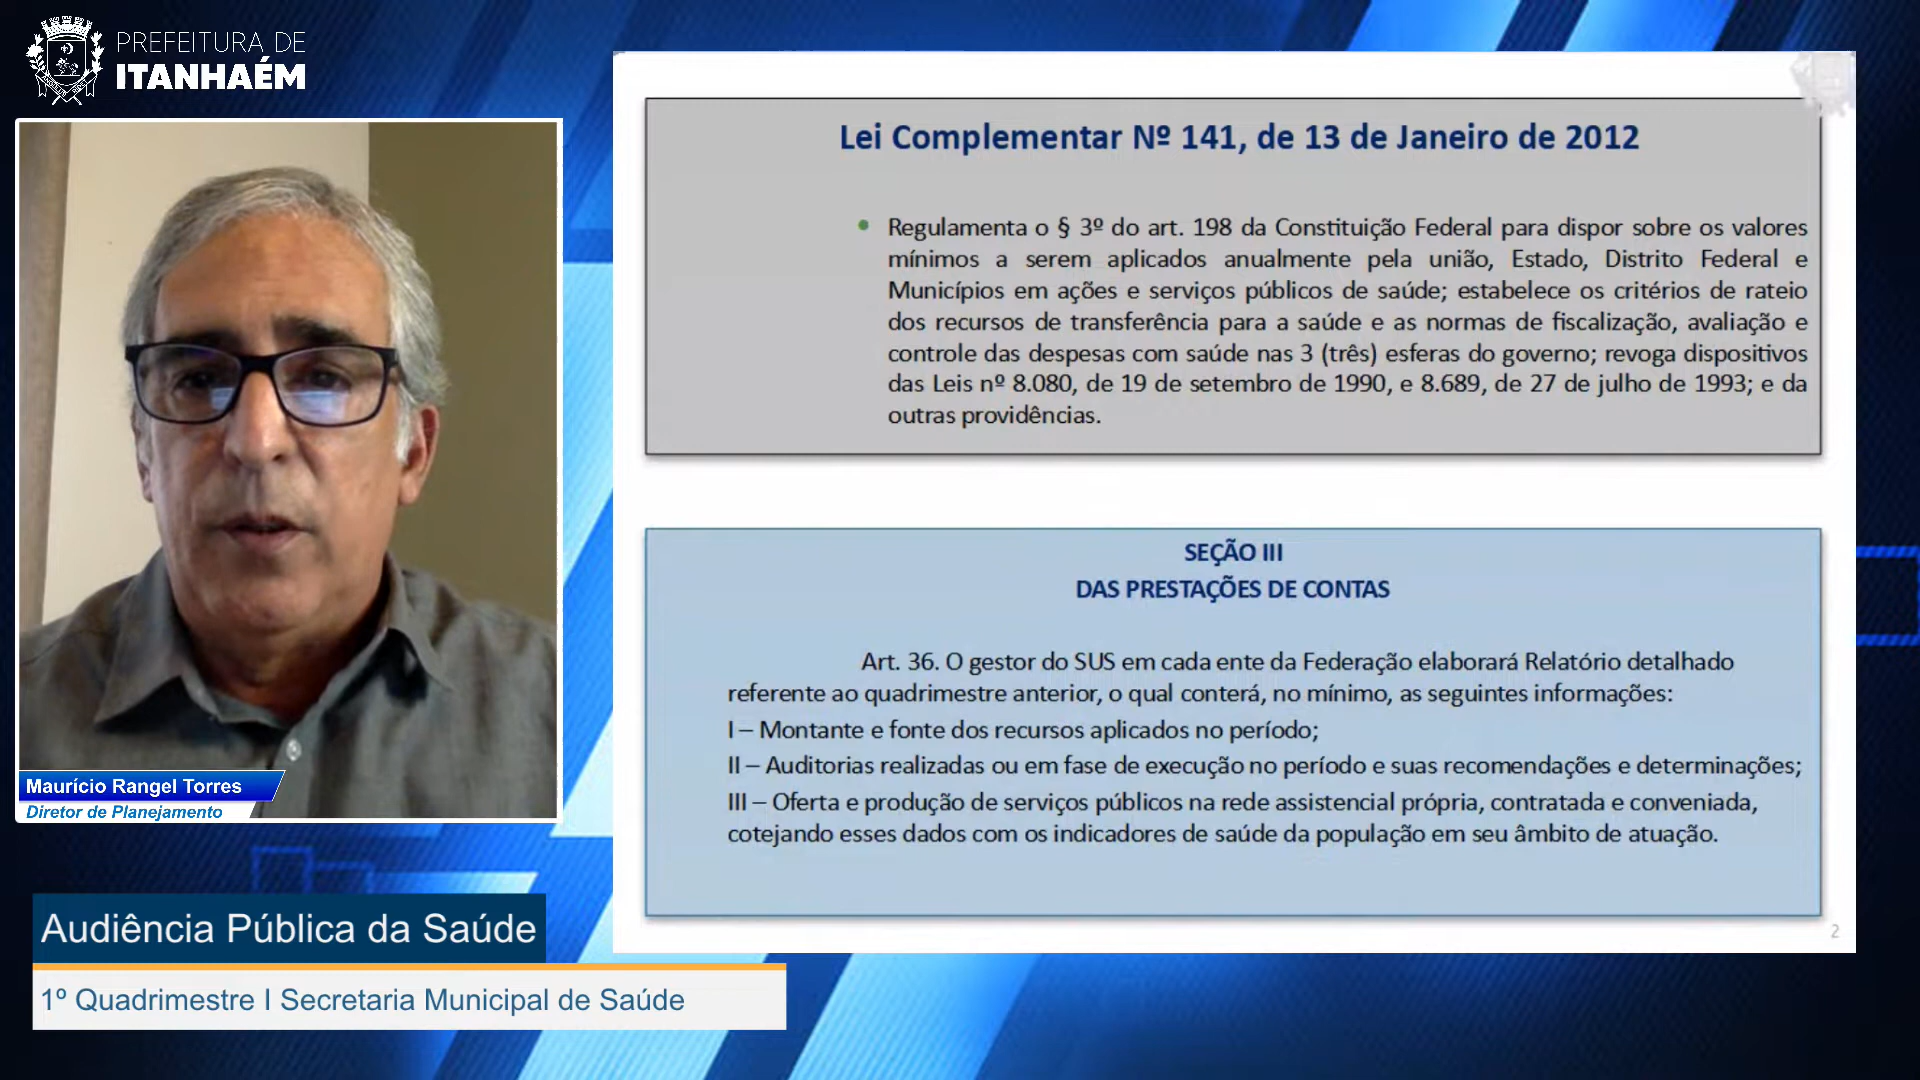 PREFEITURA DE
ITANHAÉM
Lei Complementar Nº 141, de 13 de Janeiro de 2012
• Regulamenta o § 3º do art. 198 da Constituição Federal para dispor sobre os valores
mínimos a serem aplicados anualmente pela união, Estado, Distrito Federal e
Municípios em ações e serviços públicos de saúde; estabelece os critérios de rateio
dos recursos de transferência para a saúde e as normas de fiscalização, avaliação e
controle das despesas com saúde nas 3 (três) esferas do governo; revoga dispositivos
das Leis nº 8.080, de 19 de setembro de 1990, e 8.689, de 27 de julho de 1993; e da
outras providências.
SEÇÃO III
DAS PRESTAÇÕES DE CONTAS
Art. 36. O gestor do SUS em cada ente da Federação elaborará Relatório detalhado
referente ao quadrimestre anterior, o qual conterá, no mínimo, as seguintes informações:
I – Montante e fonte dos recursos aplicados no período;
II – Auditorias realizadas ou em fase de execução no período e suas recomendações e determinações;
III – Oferta e produção de serviços públicos na rede assistencial própria, contratada e conveniada,
cotejando esses dados com os indicadores de saúde da população em seu âmbito de atuação.
2
Maurício Rangel Torres
Diretor de Planejamento
Audiência Pública da Saúde
1º Quadrimestre I Secretaria Municipal de Saúde